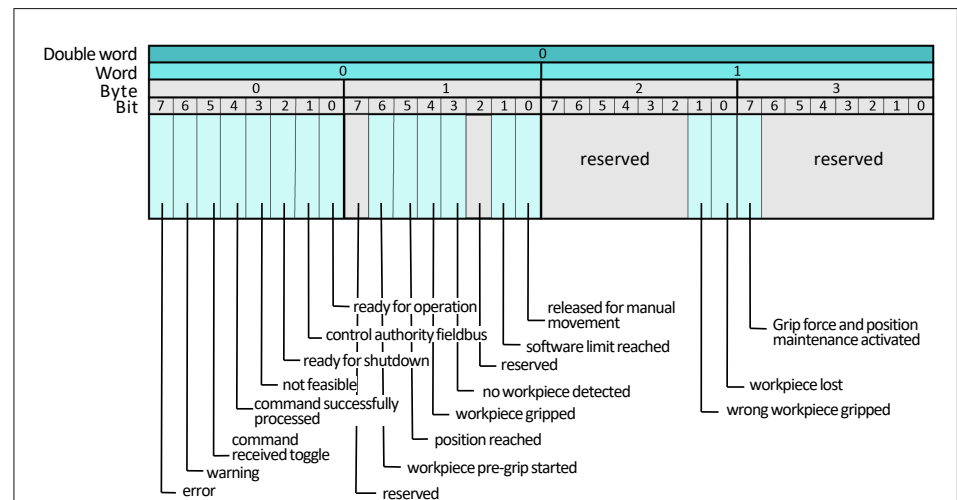 Double word 0
Word 0 1
Byte 0 1 2 3
Bit 7 6 5 4 3 2 1 0 7 6 5 4 3 2 1 0 7 6 5 4 3 2 1 0 7 6 5 4 3 2 1 0
reserved reserved
ready for operation
released for manual
movement
Grip force and position
maintenance activated
control authority fieldbus
software limit reached
ready for shutdown
reserved
not feasible
no workpiece detected
workpiece lost
command successfully
processed
workpiece gripped
wrong workpiece gripped
command
received toggle
position reached
warning
workpiece pre-grip started
error
reserved